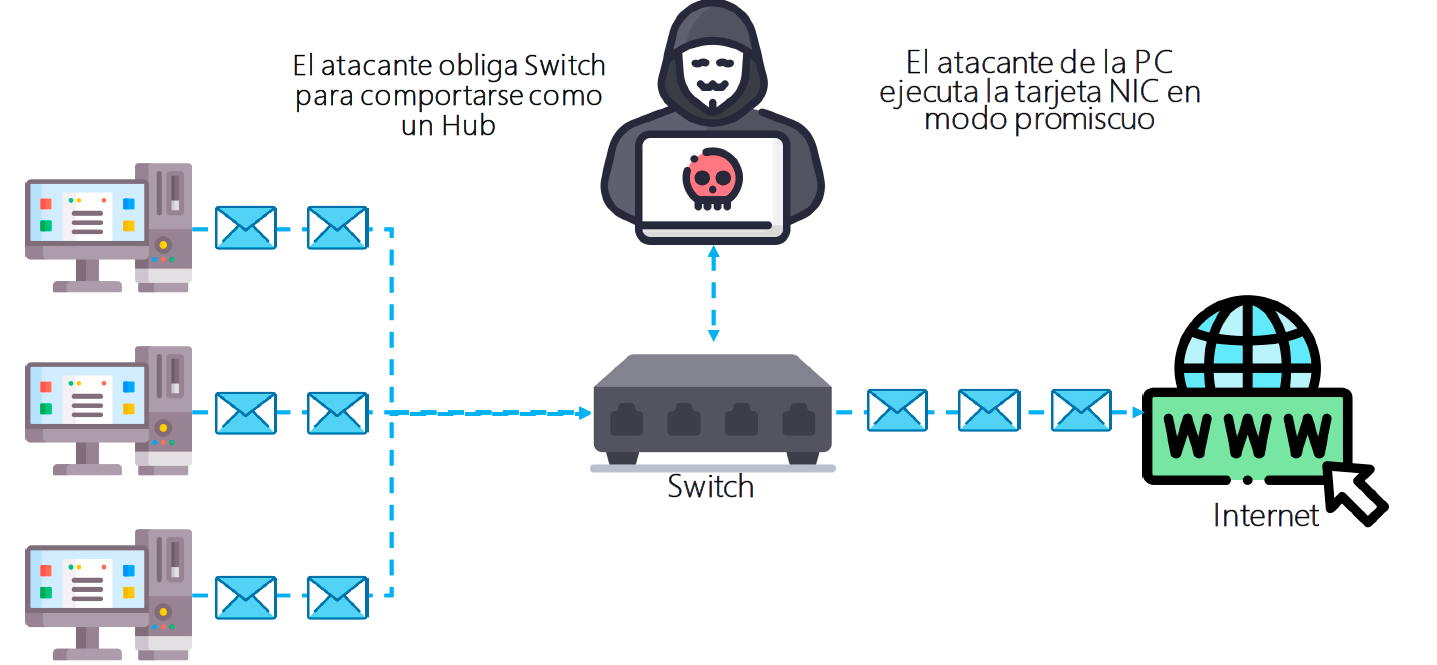 El atacante obliga Switch
para comportarse como
un Hub
El atacante de la PC
ejecuta la tarjeta NIC en
modo promiscuo
Switch
WWW
Internet